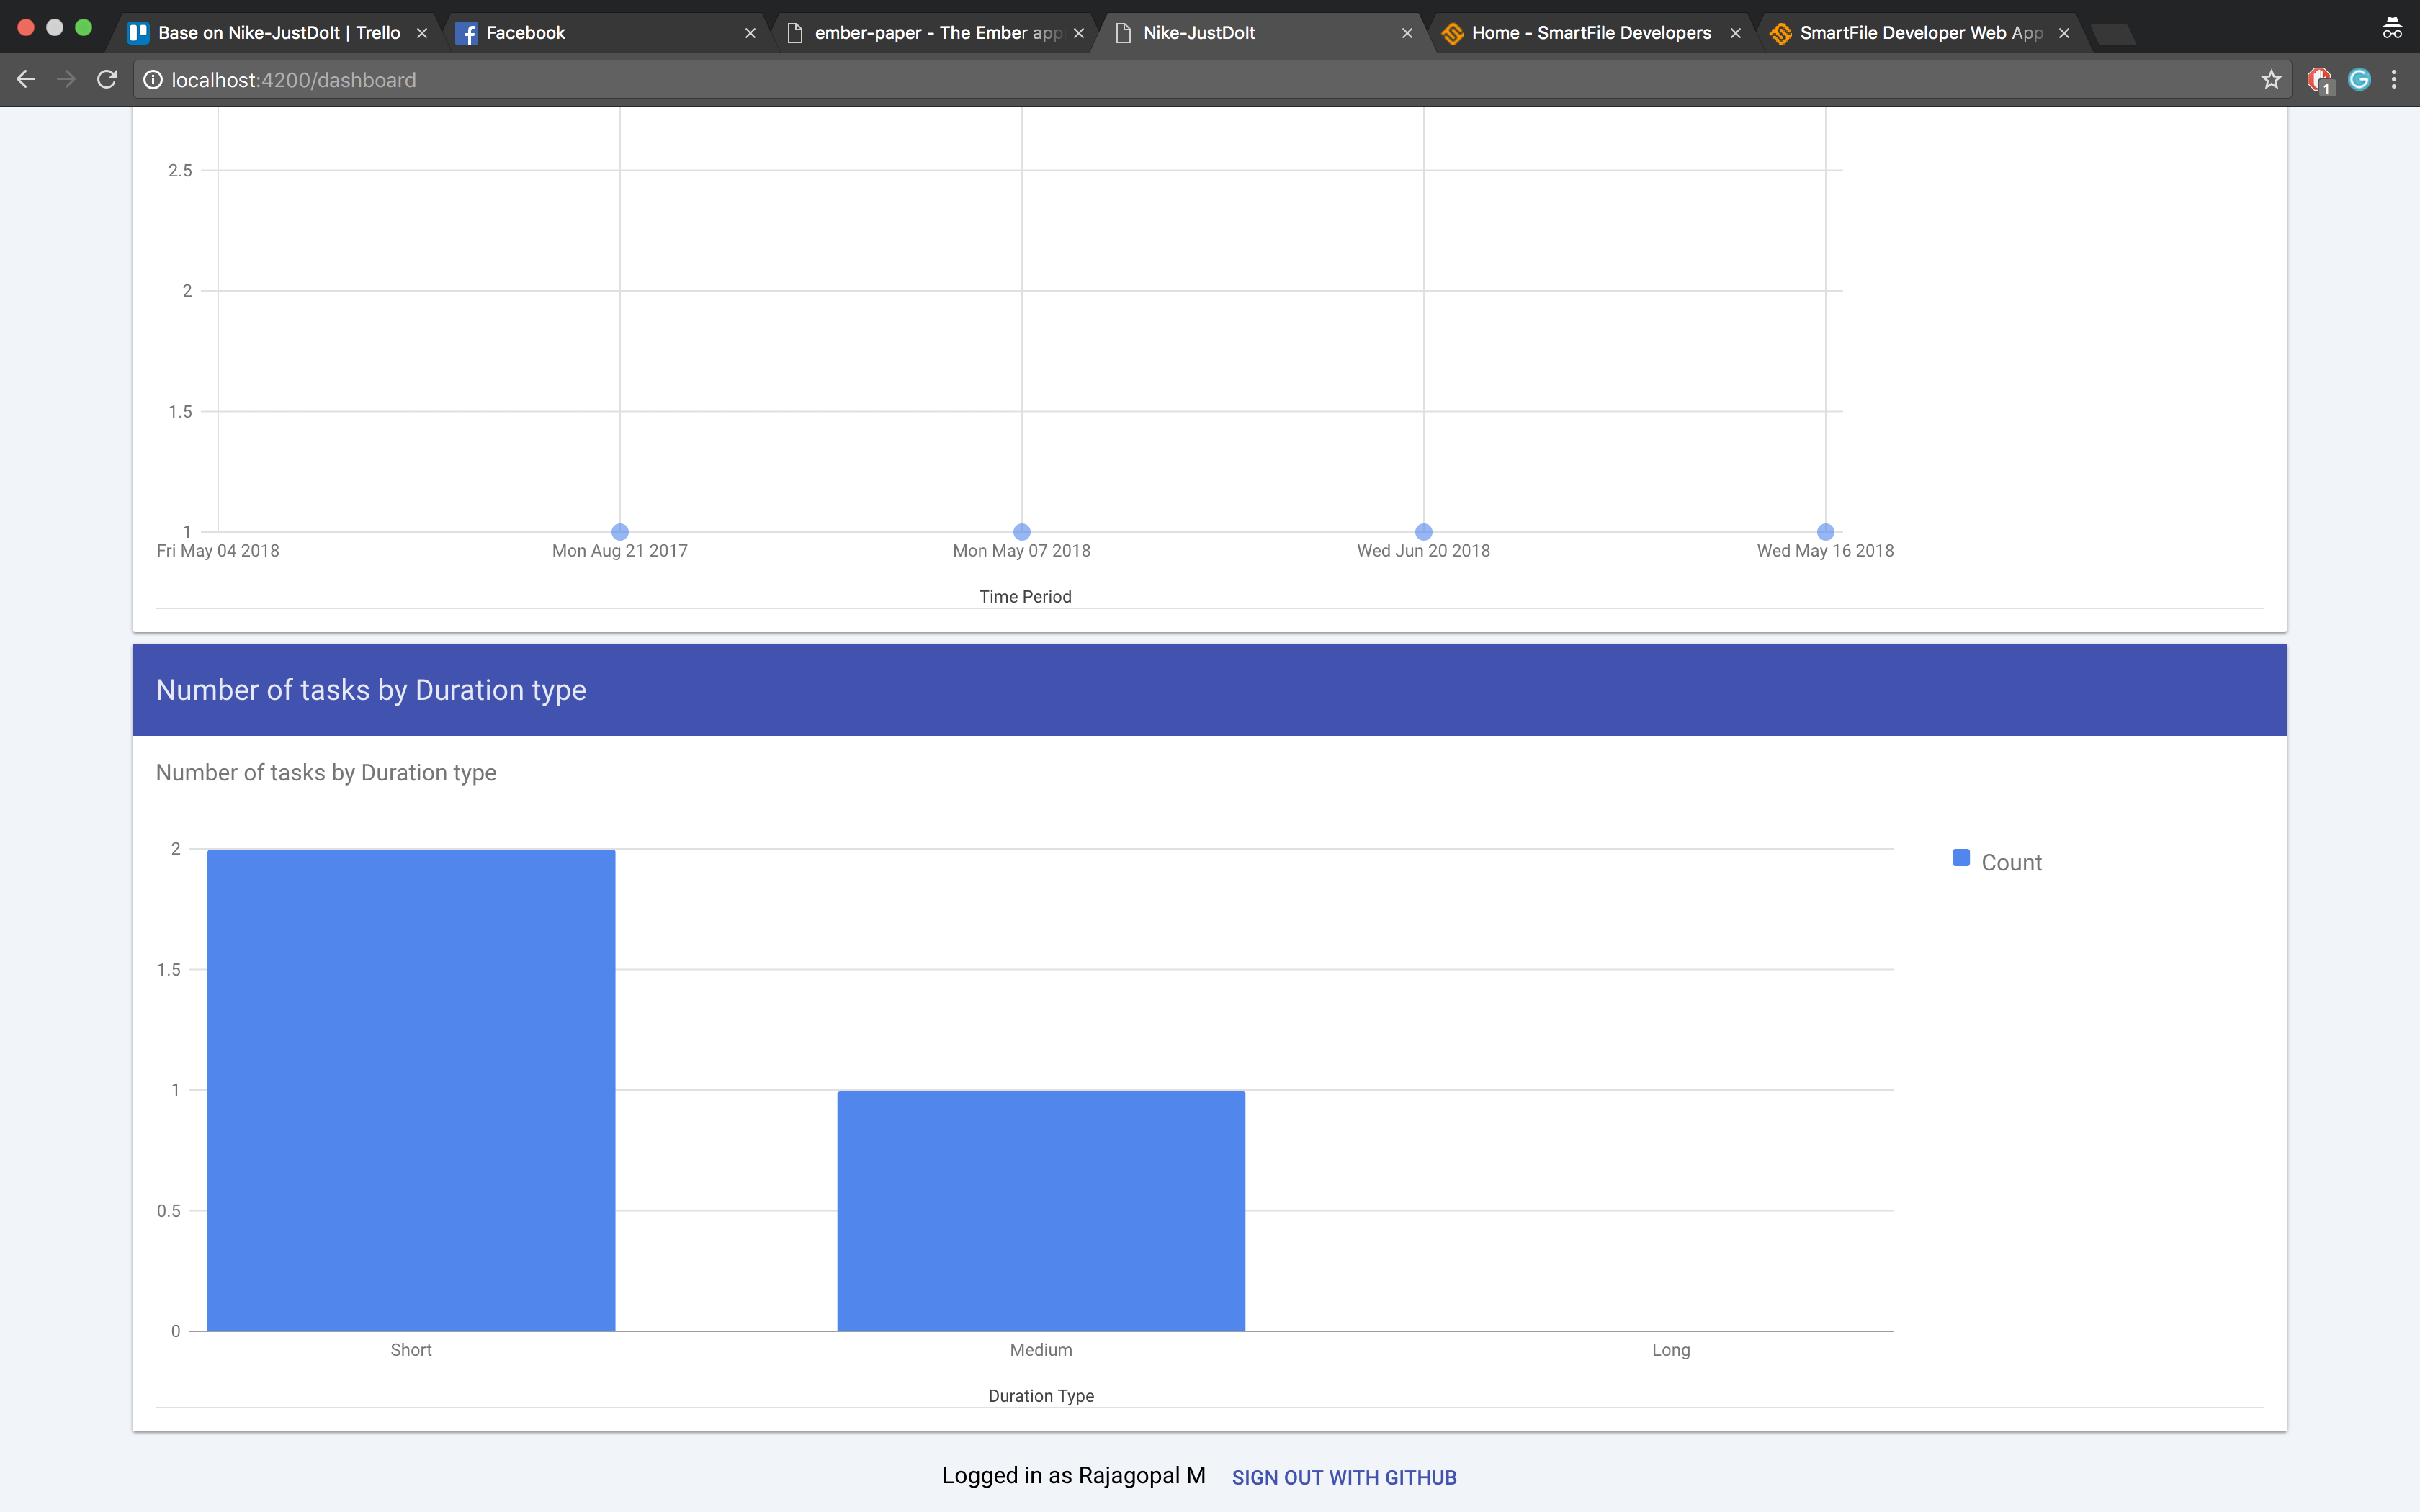 Base on Nike-JustDoIt | Trello
Facebook
ember-paper - The Ember app
Nike-JustDoIt
Home - SmartFile Developers
SmartFile Developer Web App
localhost:4200/dashboard
1
2.5
2
1.5
1
Fri May 04 2018
Mon Aug 21 2017
Mon May 07 2018
Wed Jun 20 2018
Wed May 16 2018
Time Period
Number of tasks by Duration type
Number of tasks by Duration type
2
Count
1.5
1
0.5
0
Short
Medium
Long
Duration Type
Logged in as Rajagopal M SIGN OUT WITH GITHUB